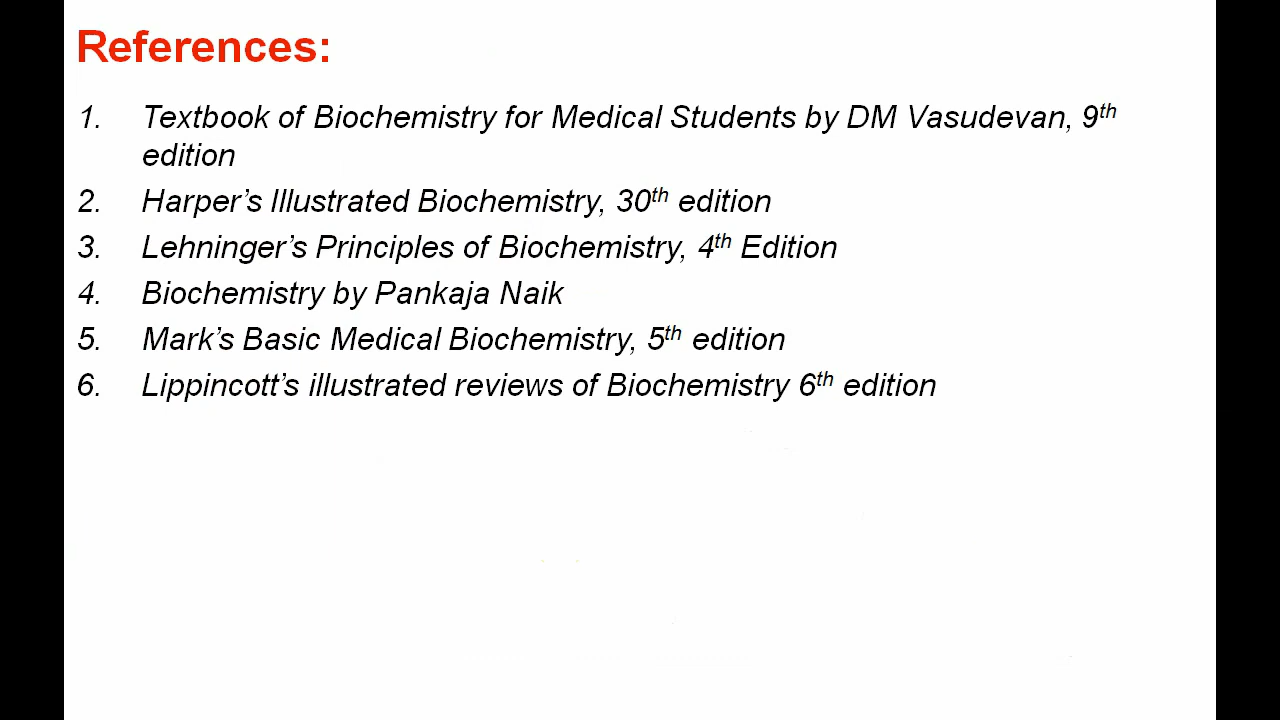 References:
1. Textbook of Biochemistry for Medical Students by DM Vasudevan, 9th
edition
2. Harper’s Illustrated Biochemistry, 30th edition
3. Lehninger’s Principles of Biochemistry, 4th Edition
4. Biochemistry by Pankaja Naik
5. Mark’s Basic Medical Biochemistry, 5th edition
6. Lippincott’s illustrated reviews of Biochemistry 6th edition